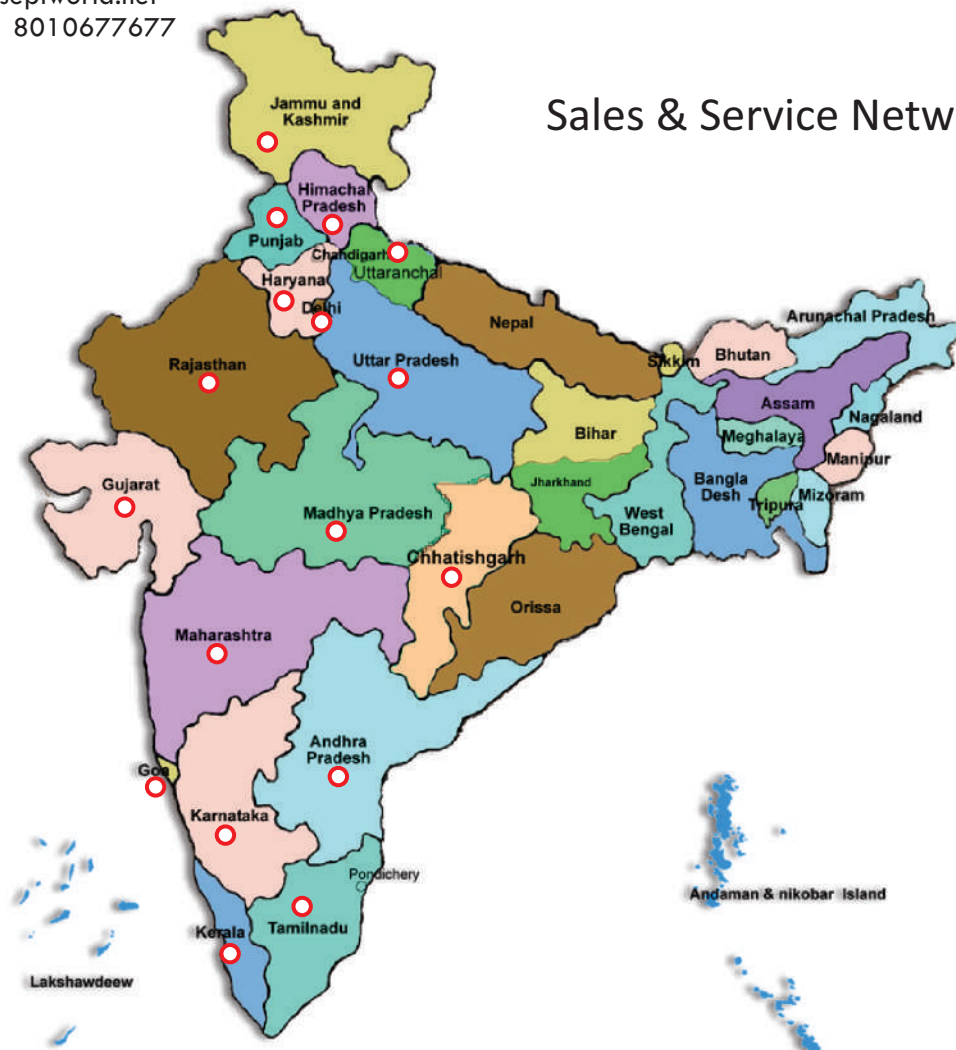 8010677677
Sales & Service Netw
Jammu and
Kashmir
Himachal
Pradesh
Punjab
Chandigarh
Uttaranchal
Haryana
Delhi
Nepal
Arunachal Pradesh
Rajasthan
Uttar Pradesh
Sikkim
Bhutan
Assam
Nagaland
Bihar
Meghalaya
Manipur
Gujarat
Jharkhand
Bangla
Desh
Mizoram
Tripura
Madhya Pradesh
West
Bengal
Chhatishgarh
Orissa
Maharashtra
Andhra
Pradesh
Goa
Karnataka
Pondichery
Andaman & nikobar Island
Kerala
Tamilnadu
Lakshawdeew